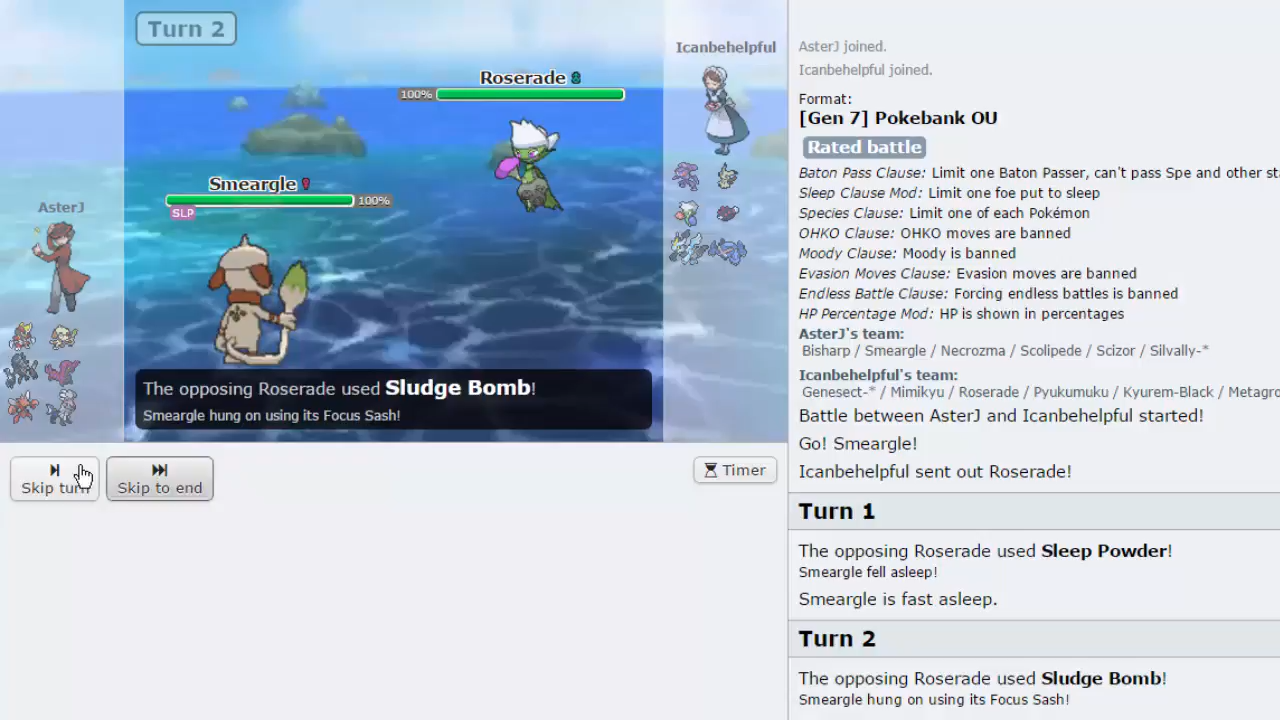 Turn 2
Icanbehelpful
Roserade
100%
Smeargle
100%
SLP
AsterJ
The opposing Roserade used Sludge Bomb!
Smeargle hung on using its Focus Sash!
Skip turn
Skip to end
Timer
AsterJ joined.
Icanbehelpful joined.
Format:
[Gen 7] Pokebank OU
Rated battle
Baton Pass Clause: Limit one Baton Passer, can't pass Spe and other sta
Sleep Clause Mod: Limit one foe put to sleep
Species Clause: Limit one of each Pokémon
OHKO Clause: OHKO moves are banned
Moody Clause: Moody is banned
Evasion Moves Clause: Evasion moves are banned
Endless Battle Clause: Forcing endless battles is banned
HP Percentage Mod: HP is shown in percentages
AsterJ's team:
Bisharp / Smeargle / Necrozma / Scolipede / Scizor / Silvally-*
Icanbehelpful's team:
Genesect-* / Mimikyu / Roserade / Pyukumuku / Kyurem-Black / Metagro
Battle between AsterJ and Icanbehelpful started!
Go! Smeargle!
Icanbehelpful sent out Roserade!
Turn 1
The opposing Roserade used Sleep Powder!
Smeargle fell asleep!
Smeargle is fast asleep.
Turn 2
The opposing Roserade used Sludge Bomb!
Smeargle hung on using its Focus Sash!